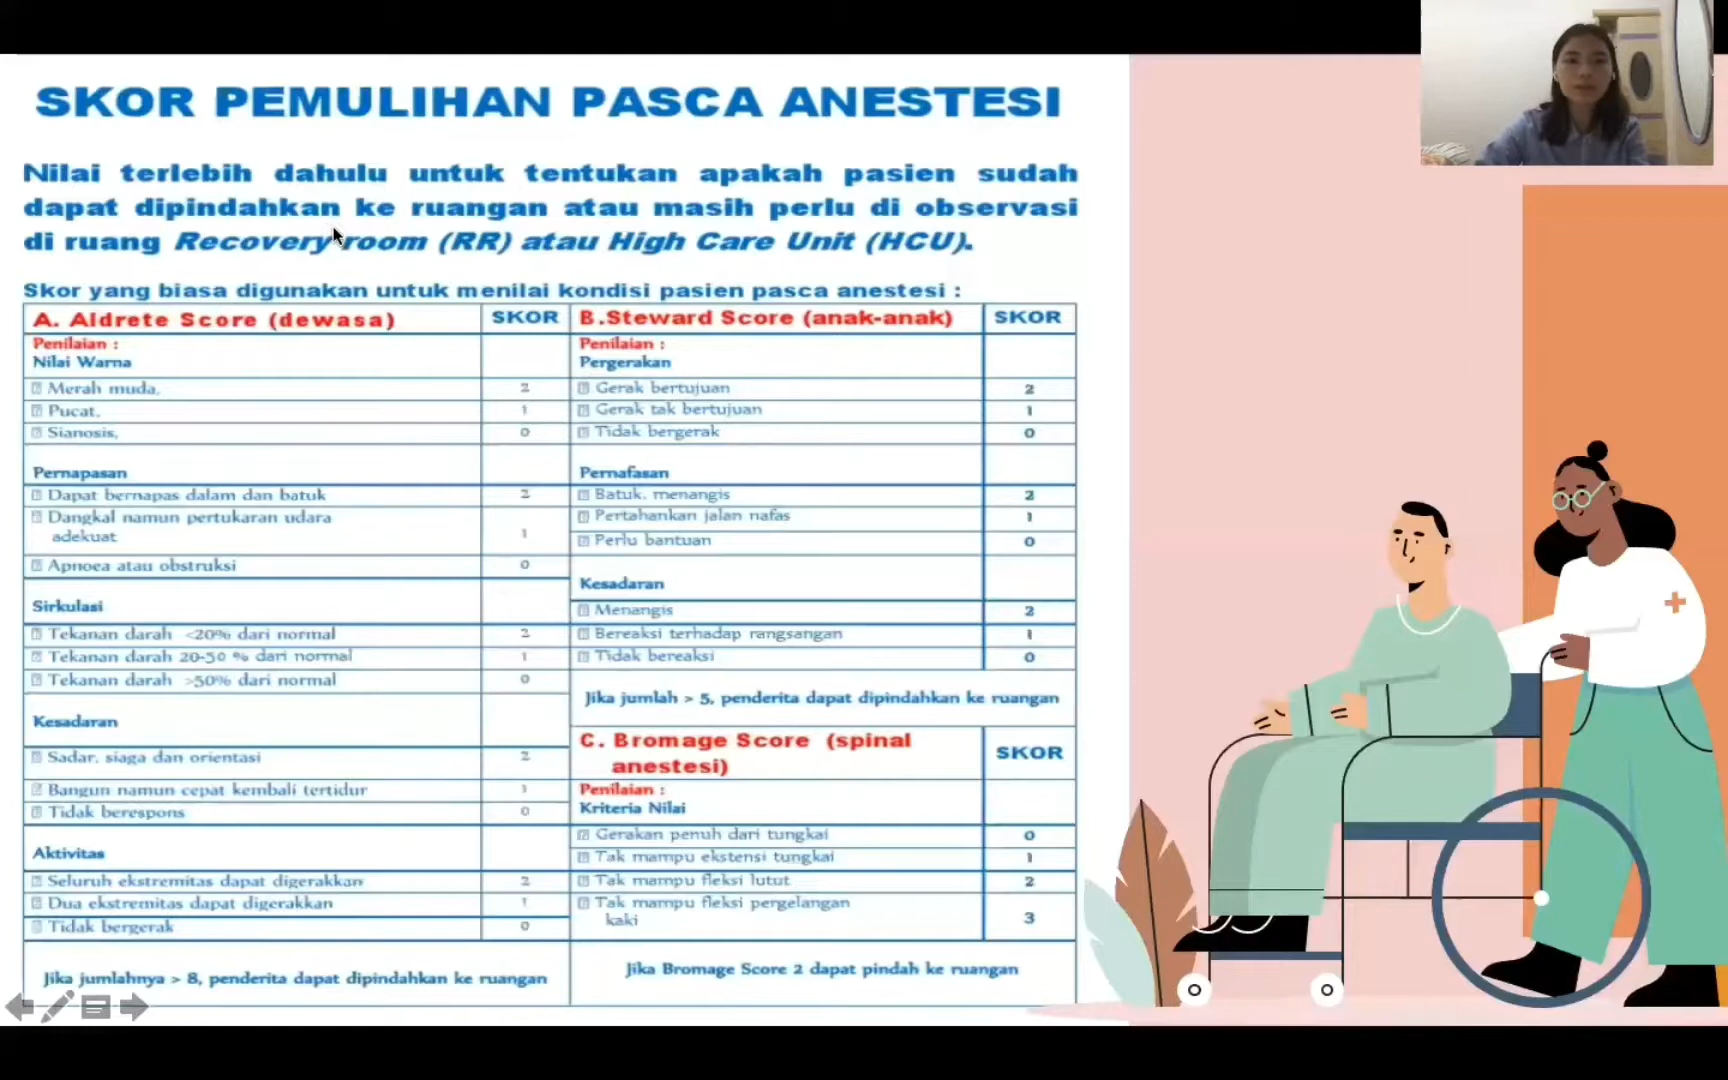 SKOR PEMULIHAN PASCA ANESTESI
Nilai terlebih dahulu untuk tentukan apakah pasien sudah
dapat dipindahkan ke ruangan atau masih perlu di observasi
di ruang Recovery room (RR) atau High Care Unit (HCU).
Skor yang biasa digunakan untuk menilai kondisi pasien pasca anestesi :
A. Aldrete Score (dewasa) SKOR
Penilaian :
Nilai Warna
Merah muda, 2
Pucat, 1
Sianosis, 0
Pernapasan
Dapat bernapas dalam dan batuk 2
Dangkal namun pertukaran udara
adekuat 1
Apnoea atau obstruksi 0
Sirkulasi
Tekanan darah <20% dari normal 2
Tekanan darah 20-50 % dari normal 1
Tekanan darah >50% dari normal 0
Kesadaran
Sadar, siaga dan orientasi 2
Bangun namun cepat kembali tertidur 1
Tidak berespons 0
Aktivitas
Seluruh ekstremitas dapat digerakkan 2
Dua ekstremitas dapat digerakkan 1
Tidak bergerak 0
Jika jumlahnya > 8, penderita dapat dipindahkan ke ruangan
B.Steward Score (anak-anak) SKOR
Penilaian :
Pergerakan
Gerak bertujuan 2
Gerak tak bertujuan 1
Tidak bergerak 0
Pernafasan
Batuk, menangis 2
Pertahankan jalan nafas 1
Perlu bantuan 0
Kesadaran
Menangis 2
Bereaksi terhadap rangsangan 1
Tidak bereaksi 0
Jika jumlah > 5, penderita dapat dipindahkan ke ruangan
C. Bromage Score (spinal
anestesi) SKOR
Penilaian :
Kriteria Nilai
Gerakan penuh dari tungkai 0
Tak mampu ekstensi tungkai 1
Tak mampu fleksi lutut 2
Tak mampu fleksi pergelangan
kaki 3
Jika Bromage Score 2 dapat pindah ke ruangan